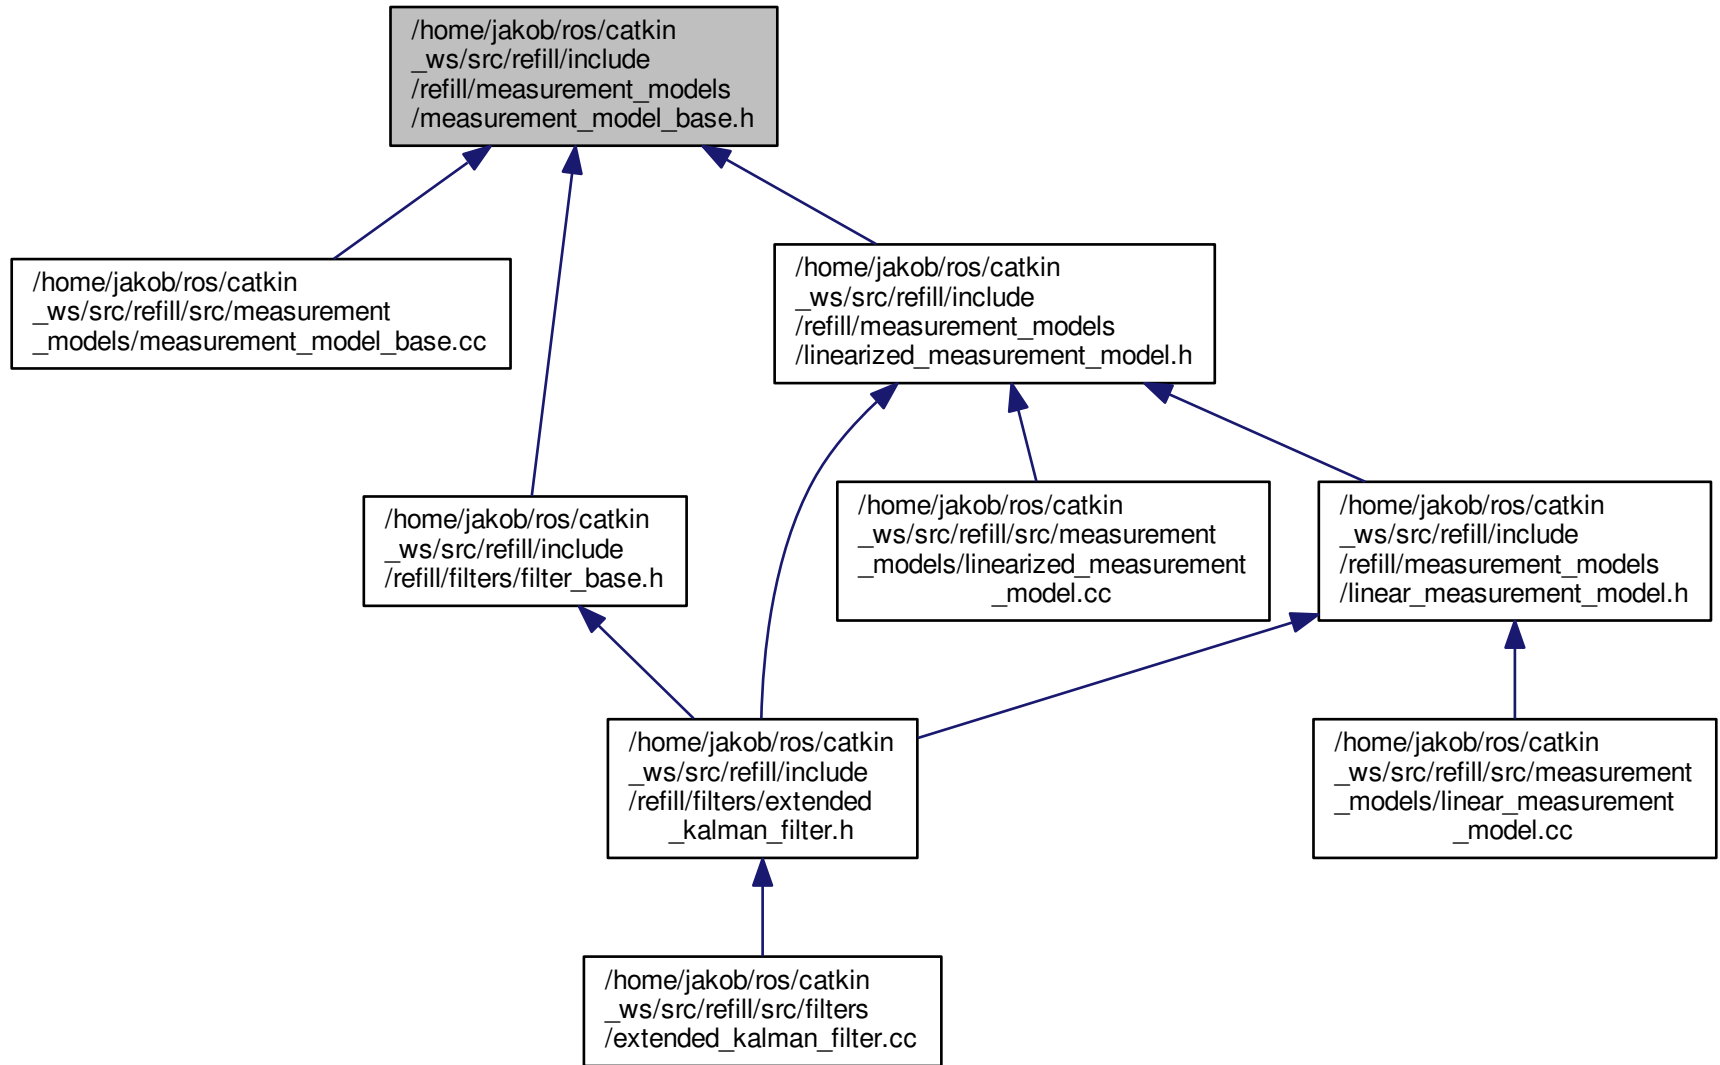 /home/jakob/ros/catkin
_ws/src/refill/include
/refill/measurement_models
/measurement_model_base.h
/home/jakob/ros/catkin
_ws/src/refill/src/measurement
_models/measurement_model_base.cc
/home/jakob/ros/catkin
_ws/src/refill/include
/refill/measurement_models
/linearized_measurement_model.h
/home/jakob/ros/catkin
_ws/src/refill/include
/refill/filters/filter_base.h
/home/jakob/ros/catkin
_ws/src/refill/src/measurement
_models/linearized_measurement
_model.cc
/home/jakob/ros/catkin
_ws/src/refill/include
/refill/measurement_models
/linear_measurement_model.h
/home/jakob/ros/catkin
_ws/src/refill/include
/refill/filters/extended
_kalman_filter.h
/home/jakob/ros/catkin
_ws/src/refill/src/measurement
_models/linear_measurement
_model.cc
/home/jakob/ros/catkin
_ws/src/refill/src/filters
/extended_kalman_filter.cc